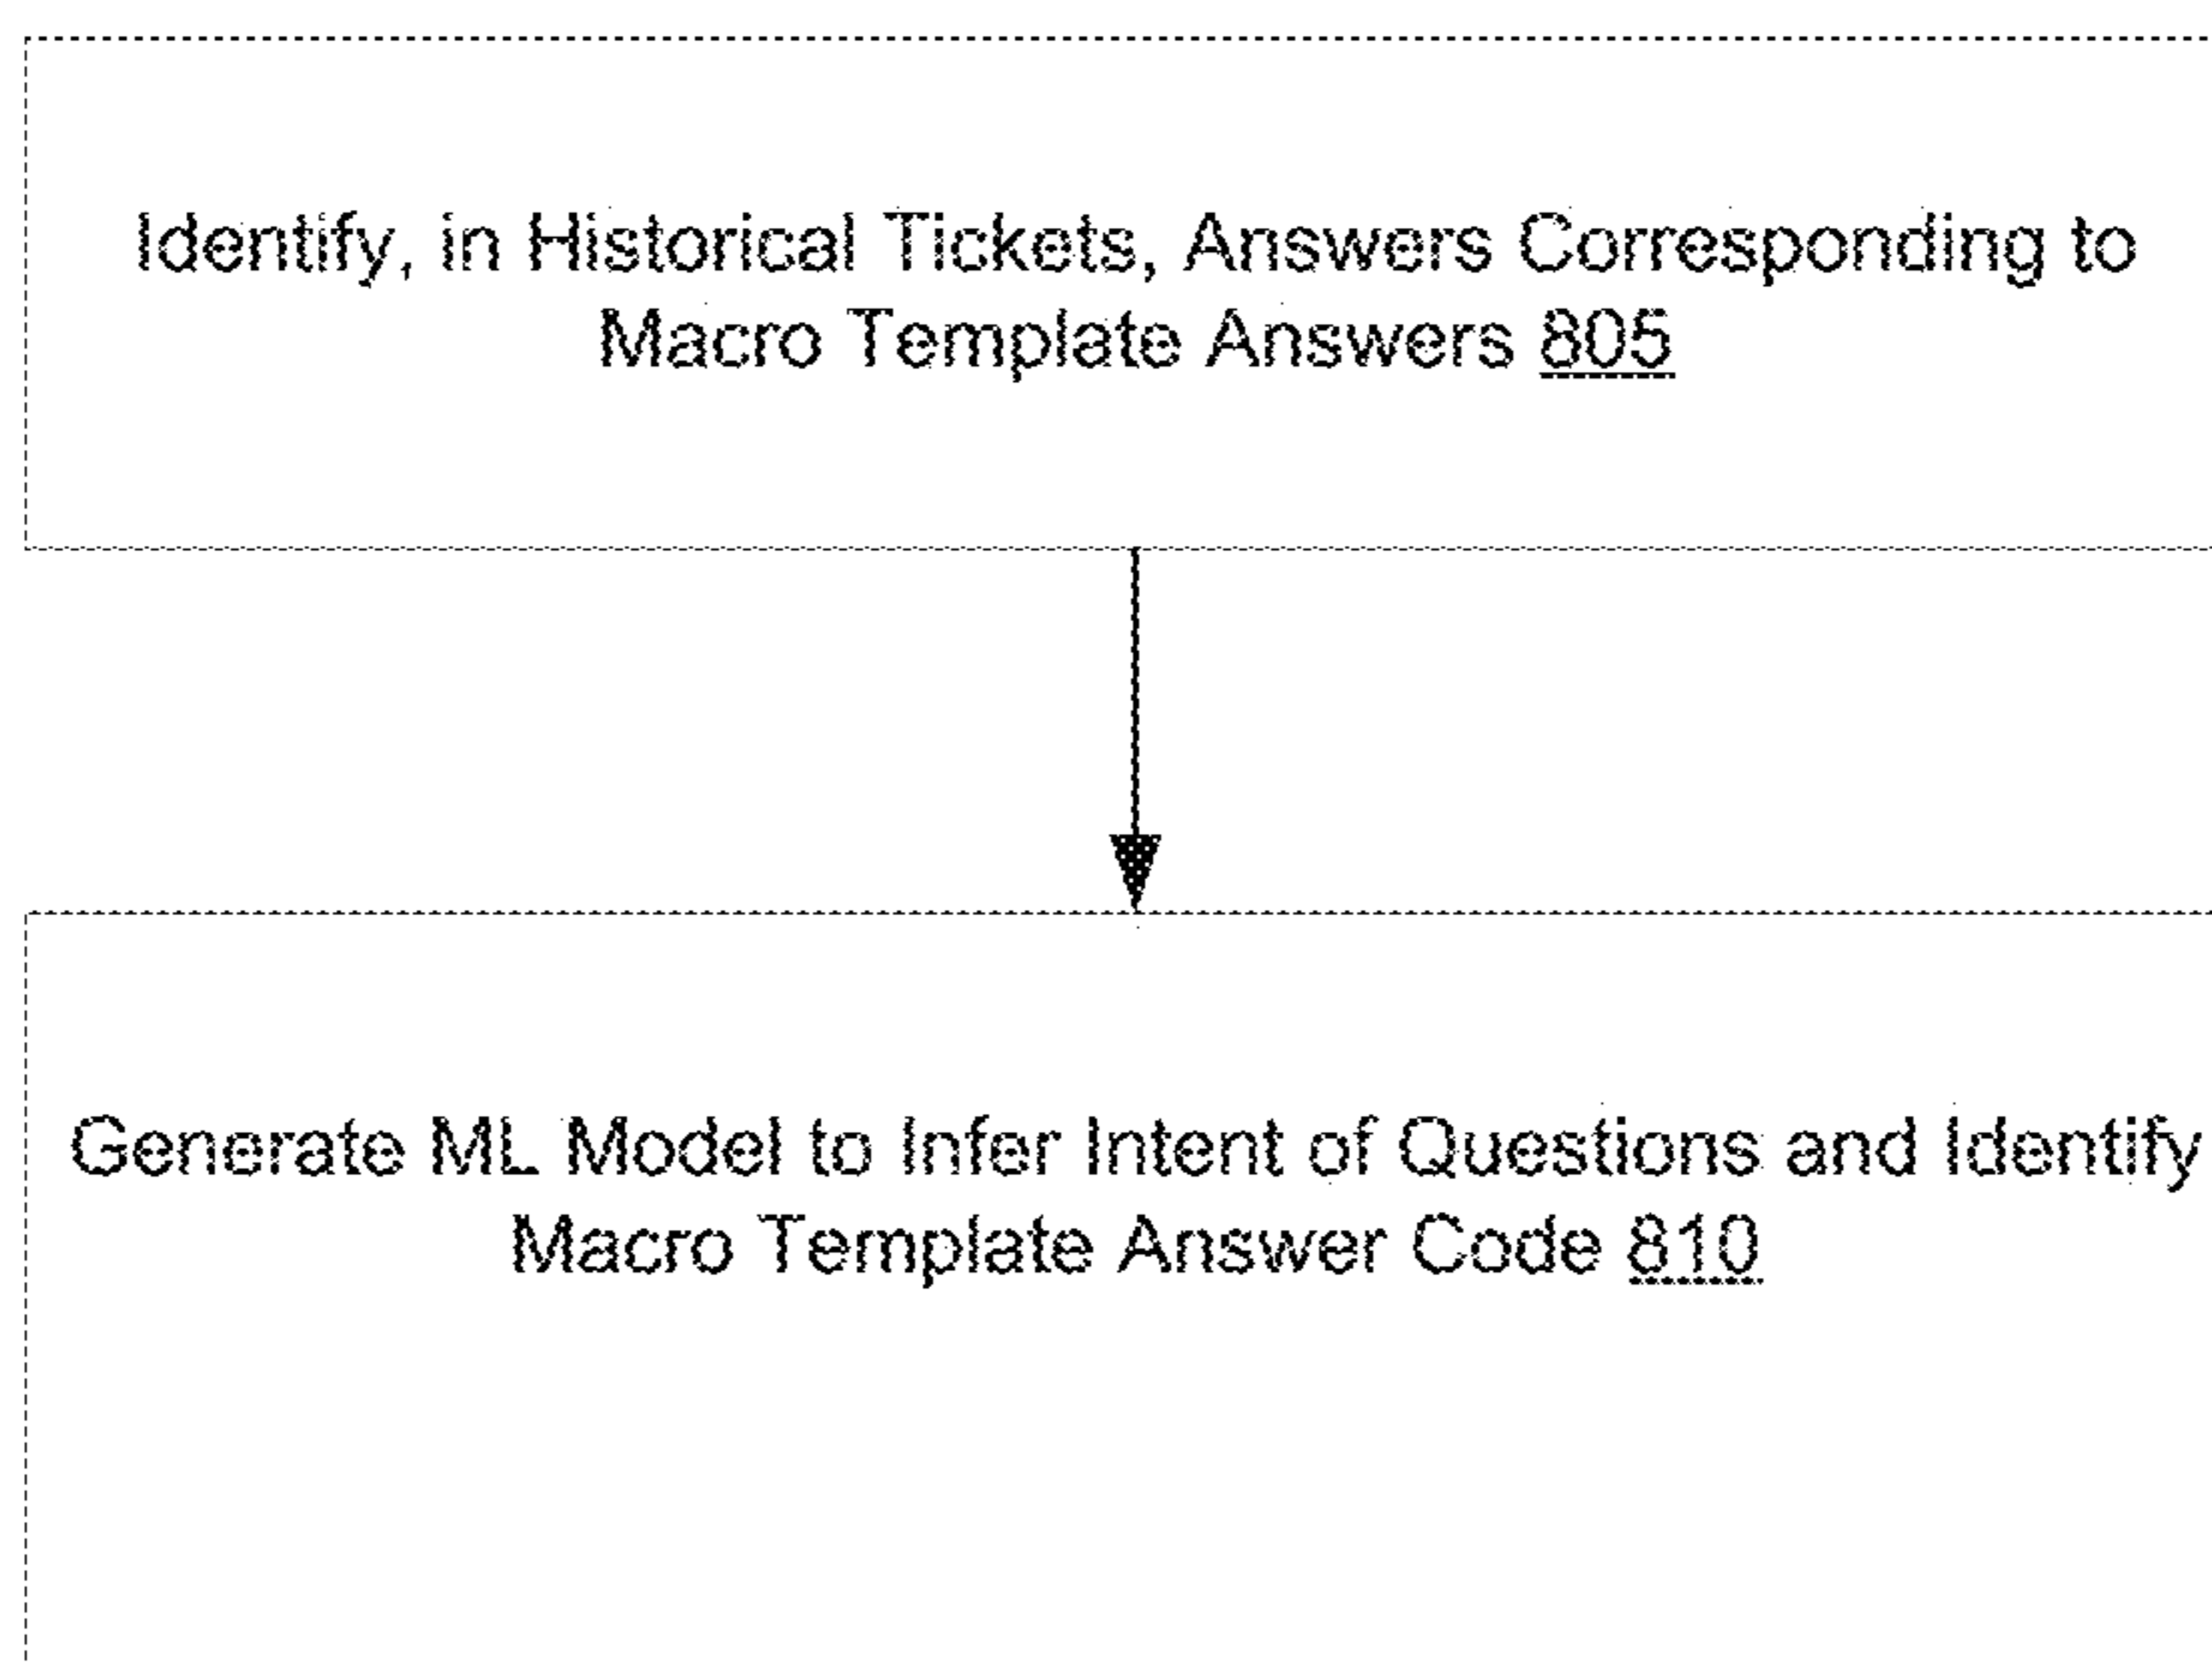 Identify, in Historical Tickets, Answers Corresponding to
Macro Template Answers 805
Generate ML Model to Infer Intent of Questions and Identify
Macro Template Answer Code 810